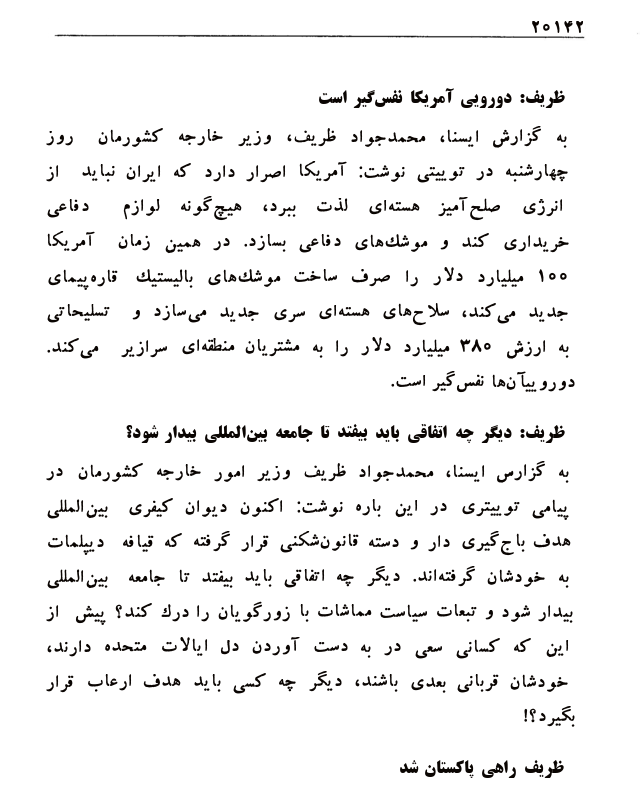 ۲۰۱۴۲
ظریف: دورویی آمریکا نفس‌گیر است
به گزارش ایسنا، محمدجواد ظریف، وزیر خارجه کشورمان روز
چهارشنبه در توییتی نوشت: آمریکا اصرار دارد که ایران نباید از
انرژی صلح‌آمیز هسته‌ای لذت ببرد، هیچ‌گونه لوازم دفاعی
خریداری کند و موشك‌های دفاعی بسازد. در همین زمان آمریکا
۱۰۰ میلیارد دلار را صرف ساخت موشك‌های بالیستیك قاره‌پیمای
جدید می‌کند، سلاح‌های هسته‌ای سری جدید می‌سازد و تسلیحاتی
به ارزش ۳۸۰ میلیارد دلار را به مشتریان منطقه‌ای سرازیر می‌کند.
دوروییآن‌ها نفس‌گیر است.
ظریف: دیگر چه اتفاقی باید بیفتد تا جامعه بین‌المللی بیدار شود؟
به گزارس ایسنا، محمدجواد ظریف وزیر امور خارجه کشورمان در
پیامی توییتری در این باره نوشت: اکنون دیوان کیفری بین‌المللی
هدف باج‌گیری دار و دسته قانون‌شکنی قرار گرفته که قیافه دیپلمات
به خودشان گرفته‌اند. دیگر چه اتفاقی باید بیفتد تا جامعه بین‌المللی
بیدار شود و تبعات سیاست مماشات با زورگویان را درك کند؟ پیش از
این که کسانی سعی در به دست آوردن دل ایالات متحده دارند،
خودشان قربانی بعدی باشند، دیگر چه کسی باید هدف ارعاب قرار
بگیرد؟!
ظریف راهی پاکستان شد